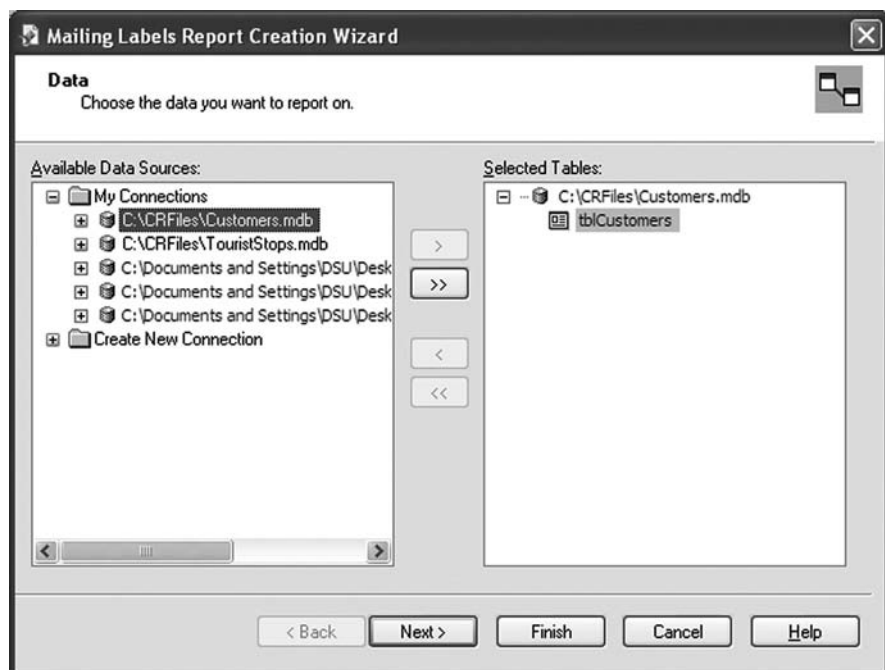 Mailing Labels Report Creation Wizard
Data
Choose the data you want to report on.
Available Data Sources:
My Connections
C:\CRFiles\Customers.mdb
C:\CRFiles\TouristStops.mdb
C:\Documents and Settings\DSU\Desk
C:\Documents and Settings\DSU\Desk
C:\Documents and Settings\DSU\Desk
Create New Connection
>
>>
<
<<
Selected Tables:
C:\CRFiles\Customers.mdb
tblCustomers
< Back
Next >
Finish
Cancel
Help